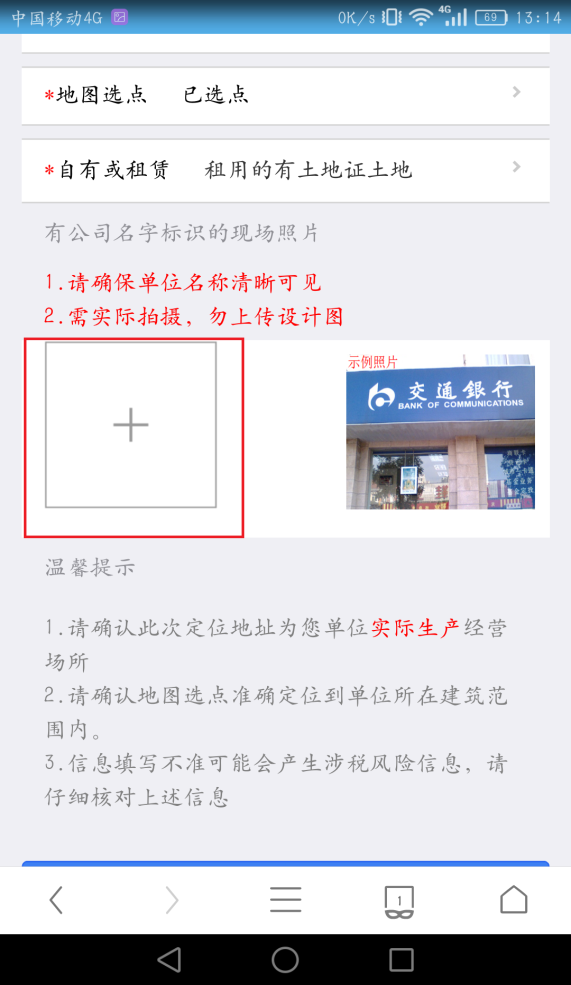 中国移动4G
0K/s 4G 69 13:14
*地图选点 已选点
*自有或租赁 租用的有土地证土地
有公司名字标识的现场照片
1.请确保单位名称清晰可见
2.需实际拍摄，勿上传设计图
示例照片
交通銀行
BANK OF COMMUNICATIONS
温馨提示
1.请确认此次定位地址为您单位实际生产经营
场所
2.请确认地图选点准确定位到单位所在建筑范
围内。
3.信息填写不准可能会产生涉税风险信息，请
仔细核对上述信息
1